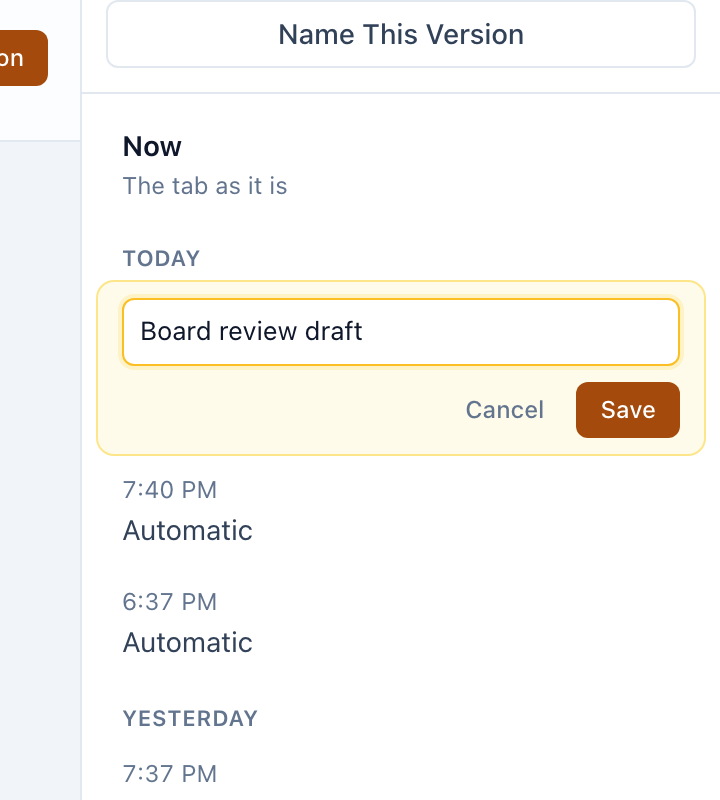 on
Name This Version
Now
The tab as it is
TODAY
Board review draft
Cancel
Save
7:40 PM
Automatic
6:37 PM
Automatic
YESTERDAY
7:37 PM